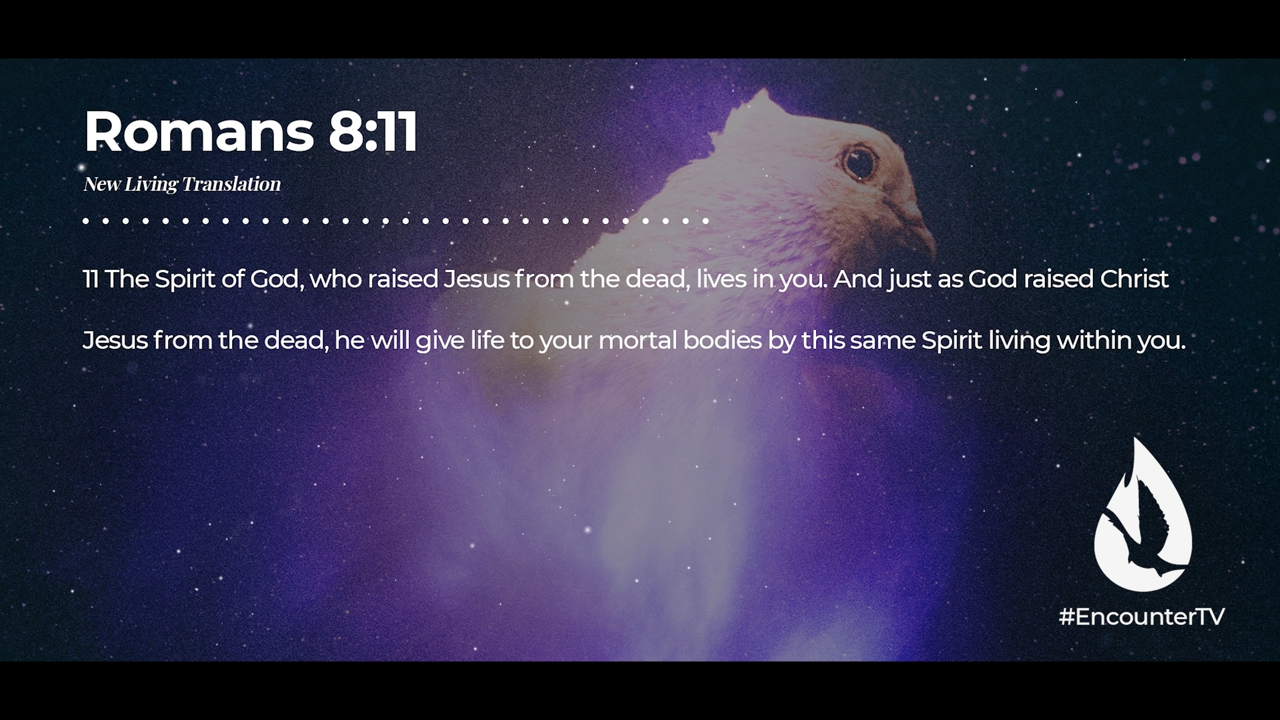 Romans 8:11
New Living Translation
11 The Spirit of God, who raised Jesus from the dead, lives in you. And just as God raised Christ
Jesus from the dead, he will give life to your mortal bodies by this same Spirit living within you.
#EncounterTV